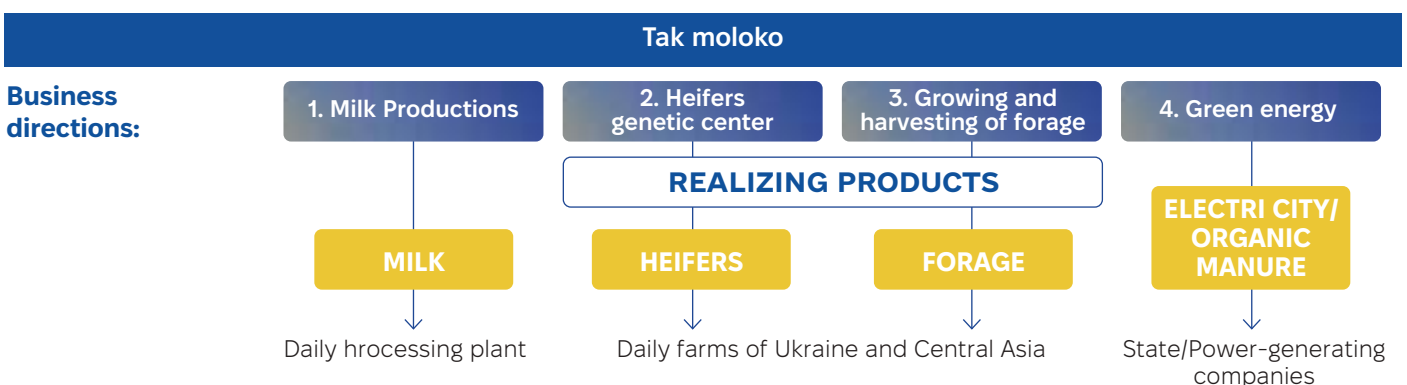 Tak moloko
Business
directions:
1. Milk Productions
2. Heifers
genetic center
3. Growing and
harvesting of forage
4. Green energy
REALIZING PRODUCTS
MILK
HEIFERS
FORAGE
ELECTRI CITY/
ORGANIC
MANURE
Daily hrocessing plant
Daily farms of Ukraine and Central Asia
State/Power-generating
companies